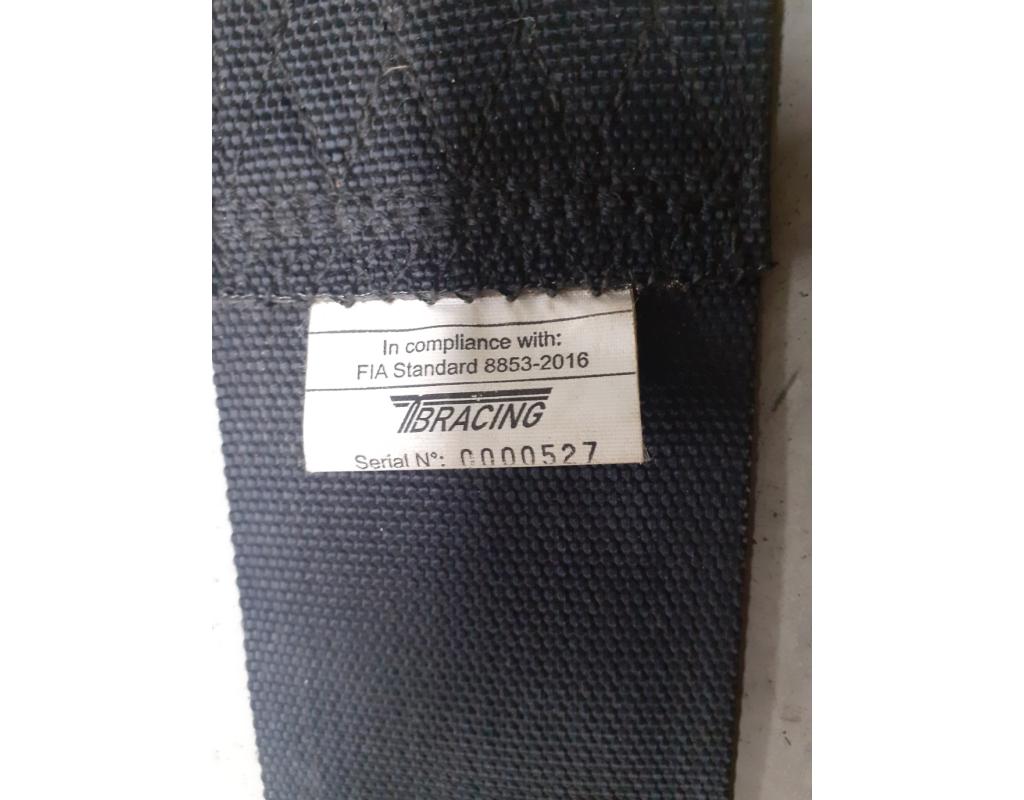 In compliance with:
FIA Standard 8853-2016
TBRACING
Serial N°: 0000527